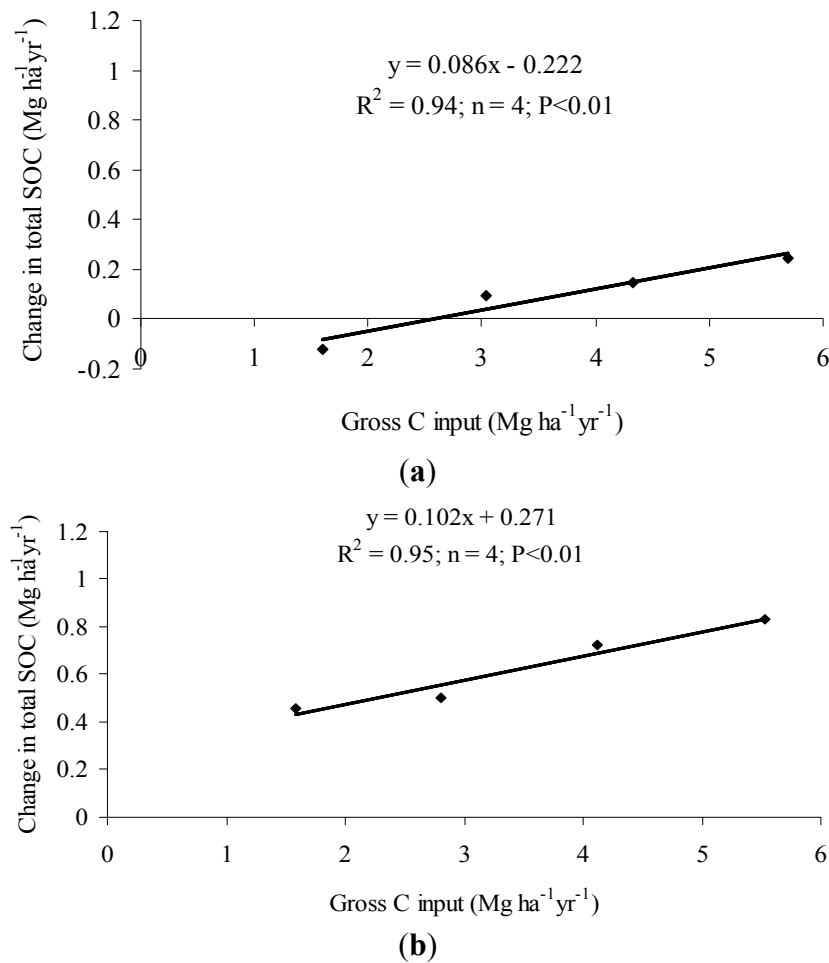 1.2
1
0.8
0.6
0.4
0.2
0
-0.2
Change in total SOC (Mg ha⁻¹yr⁻¹)
y = 0.086x - 0.222
R² = 0.94; n = 4; P<0.01
0 1 2 3 4 5 6
Gross C input (Mg ha⁻¹yr⁻¹)
(a)
1.2
1
0.8
0.6
0.4
0.2
0
Change in total SOC (Mg ha⁻¹yr⁻¹)
y = 0.102x + 0.271
R² = 0.95; n = 4; P<0.01
0 1 2 3 4 5 6
Gross C input (Mg ha⁻¹yr⁻¹)
(b)